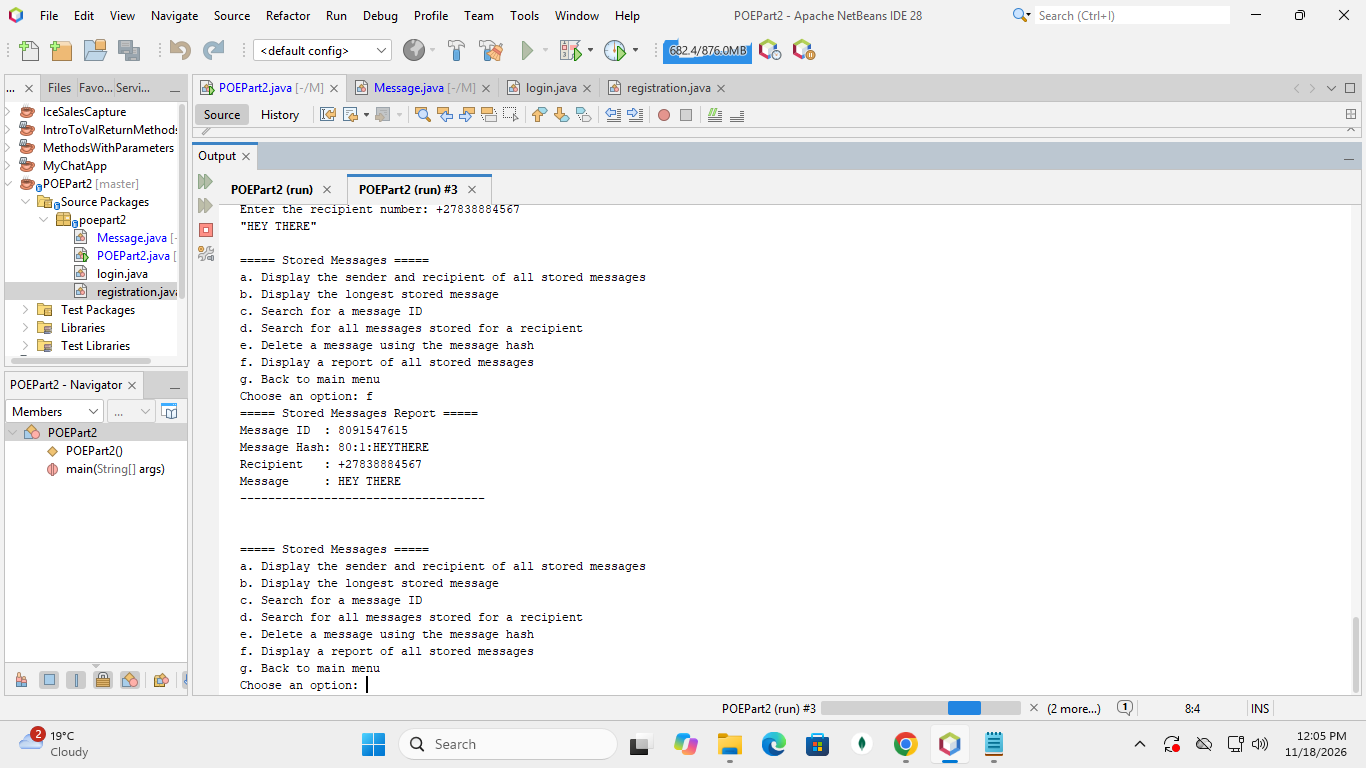 File Edit View Navigate Source Refactor Run Debug Profile Team Tools Window Help
POEPart2 - Apache NetBeans IDE 28
Search (Ctrl+I)
<default config>
682.4/876.0MB
... Files Favo... Servi...
POEPart2.java [-/M] Message.java [-/M] login.java registration.java
Source History
IceSalesCapture
IntroToValReturnMethods
MethodsWithParameters
MyChatApp
POEPart2 [master]
Source Packages
poepart2
Message.java [-
POEPart2.java [
login.java
registration.java
Test Packages
Libraries
Test Libraries
POEPart2 - Navigator
Members ...
POEPart2
POEPart2()
main(String[] args)
Output
POEPart2 (run) POEPart2 (run) #3
Enter the recipient number: +27838884567
"HEY THERE"
===== Stored Messages =====
a. Display the sender and recipient of all stored messages
b. Display the longest stored message
c. Search for a message ID
d. Search for all messages stored for a recipient
e. Delete a message using the message hash
f. Display a report of all stored messages
g. Back to main menu
Choose an option: f
===== Stored Messages Report =====
Message ID  : 8091547615
Message Hash: 80:1:HEYTHERE
Recipient   : +27838884567
Message     : HEY THERE
-----------------------------------
===== Stored Messages =====
a. Display the sender and recipient of all stored messages
b. Display the longest stored message
c. Search for a message ID
d. Search for all messages stored for a recipient
e. Delete a message using the message hash
f. Display a report of all stored messages
g. Back to main menu
Choose an option:
POEPart2 (run) #3 (2 more...) 1 8:4 INS
2
19°C
Cloudy
Search
12:05 PM
11/18/2026